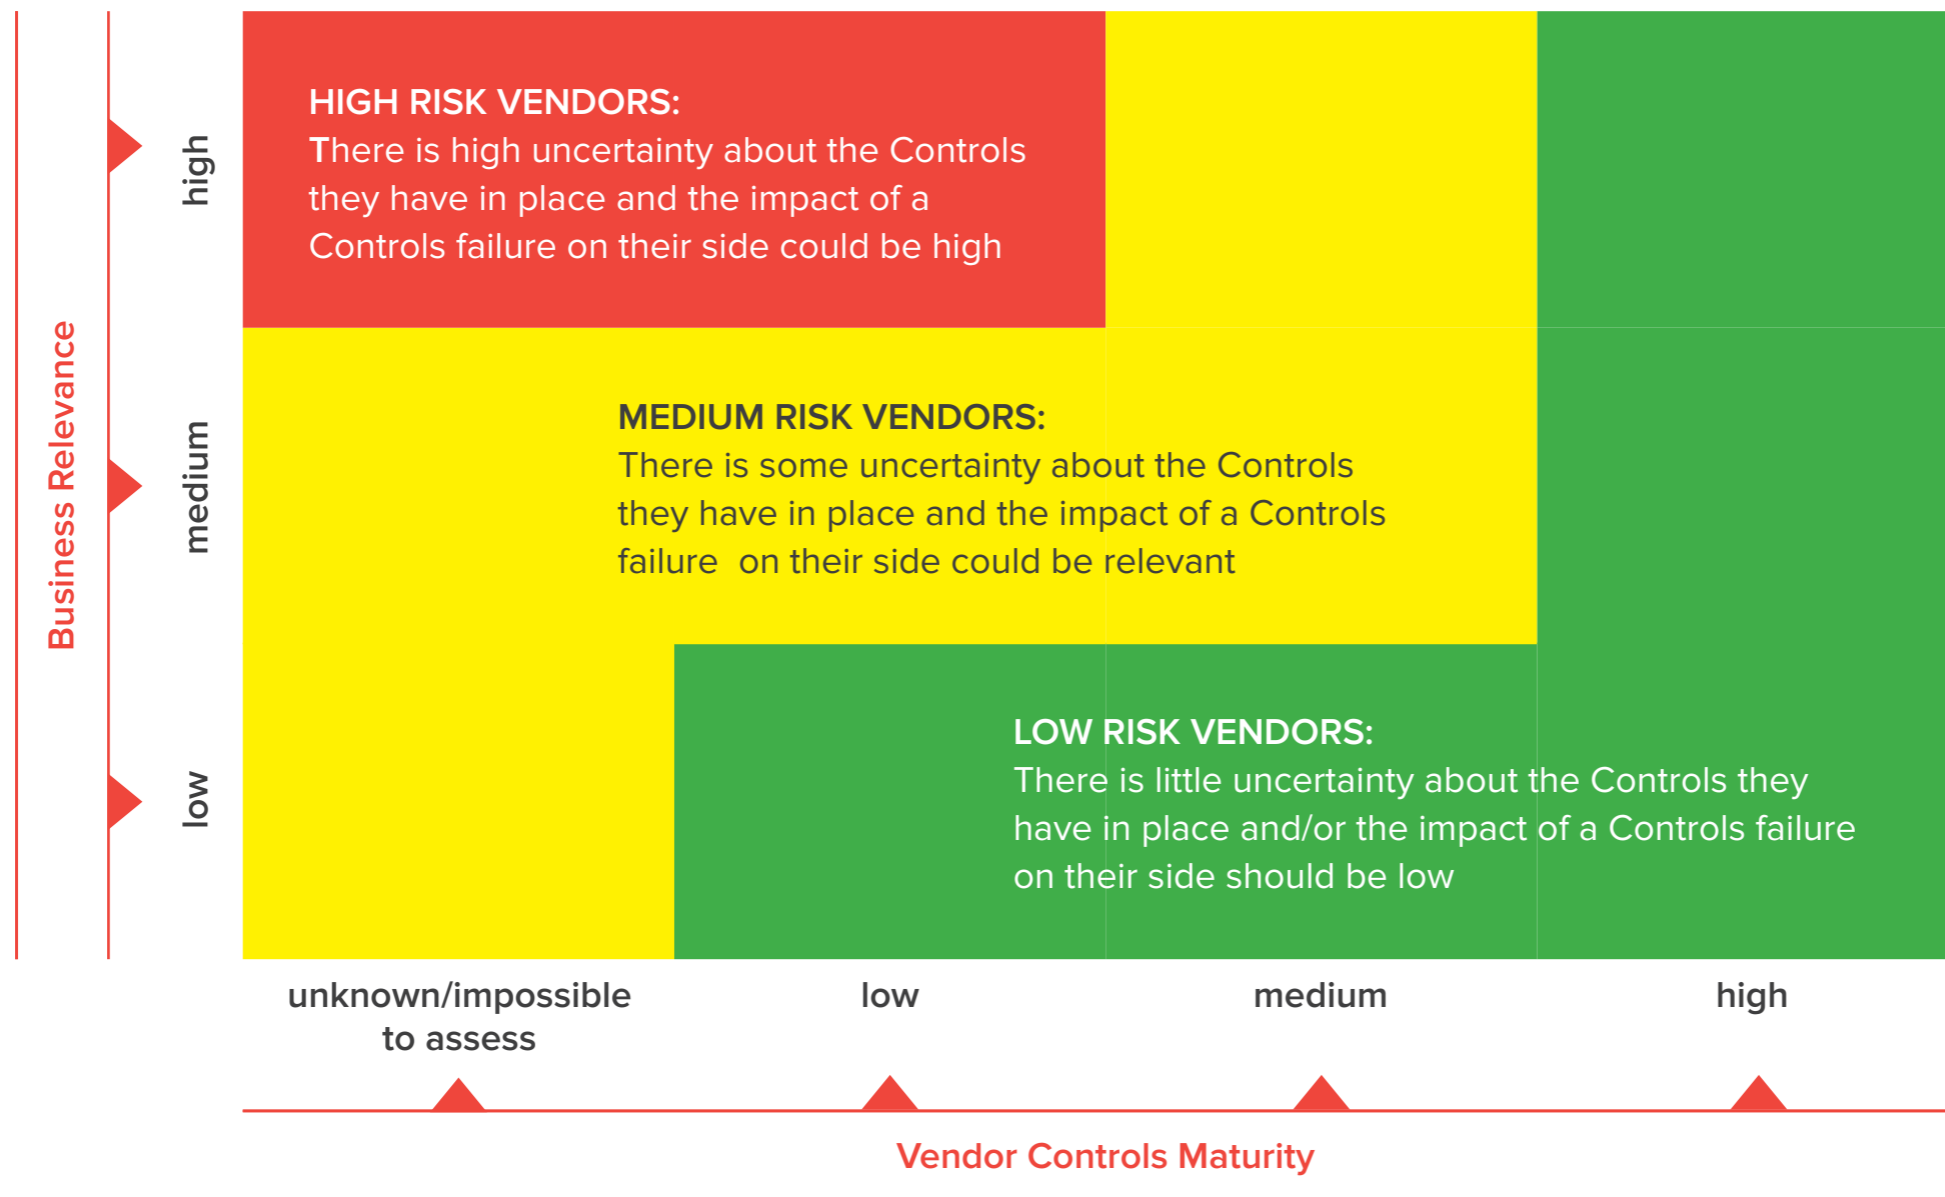 HIGH RISK VENDORS:
There is high uncertainty about the Controls
they have in place and the impact of a
Controls failure on their side could be high
MEDIUM RISK VENDORS:
There is some uncertainty about the Controls
they have in place and the impact of a Controls
failure  on their side could be relevant
LOW RISK VENDORS:
There is little uncertainty about the Controls they
have in place and/or the impact of a Controls failure
on their side should be low
Business Relevance
high
medium
low
unknown/impossible
to assess
low
medium
high
Vendor Controls Maturity